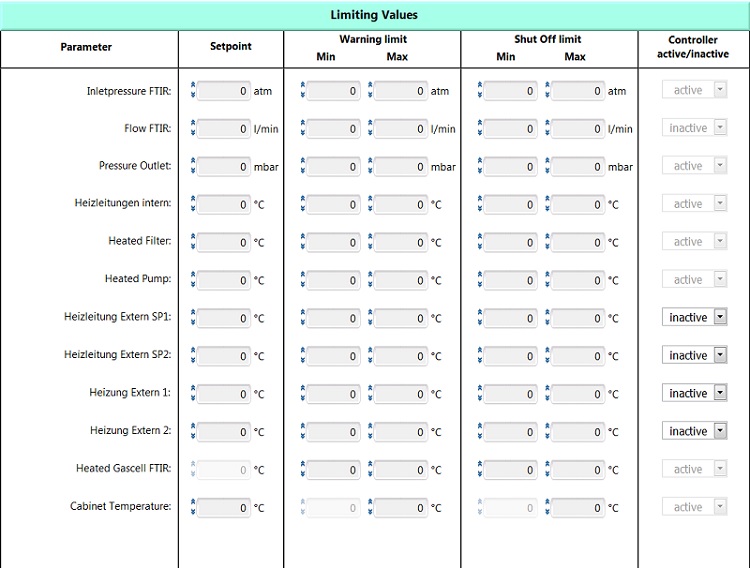 Limiting Values
Parameter Setpoint Warning limit Shut Off limit Controller
Min Max Min Max active/inactive
Inletpressure FTIR: 0 atm 0 0 atm 0 0 atm active
Flow FTIR: 0 l/min 0 0 l/min 0 0 l/min inactive
Pressure Outlet: 0 mbar 0 0 mbar 0 0 mbar active
Heizleitungen intern: 0 °C 0 0 °C 0 0 °C active
Heated Filter: 0 °C 0 0 °C 0 0 °C active
Heated Pump: 0 °C 0 0 °C 0 0 °C active
Heizleitung Extern SP1: 0 °C 0 0 °C 0 0 °C inactive
Heizleitung Extern SP2: 0 °C 0 0 °C 0 0 °C inactive
Heizung Extern 1: 0 °C 0 0 °C 0 0 °C inactive
Heizung Extern 2: 0 °C 0 0 °C 0 0 °C inactive
Heated Gascell FTIR: 0 °C 0 0 °C 0 0 °C active
Cabinet Temperature: 0 °C 0 0 °C 0 0 °C active